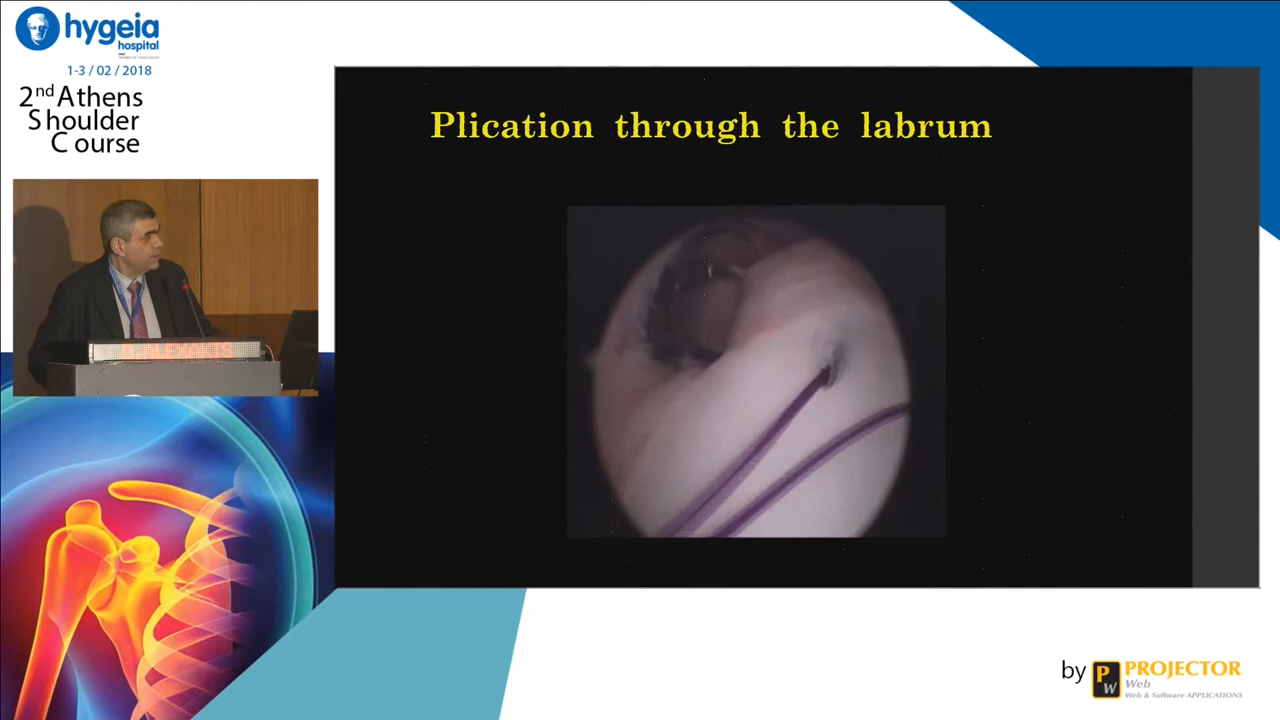 hygeia
hospital
1-3 / 02 / 2018
2nd Athens
Shoulder
Course
Plication through the labrum
by
PW
PROJECTOR
Web
Web & Software APPLICATIONS